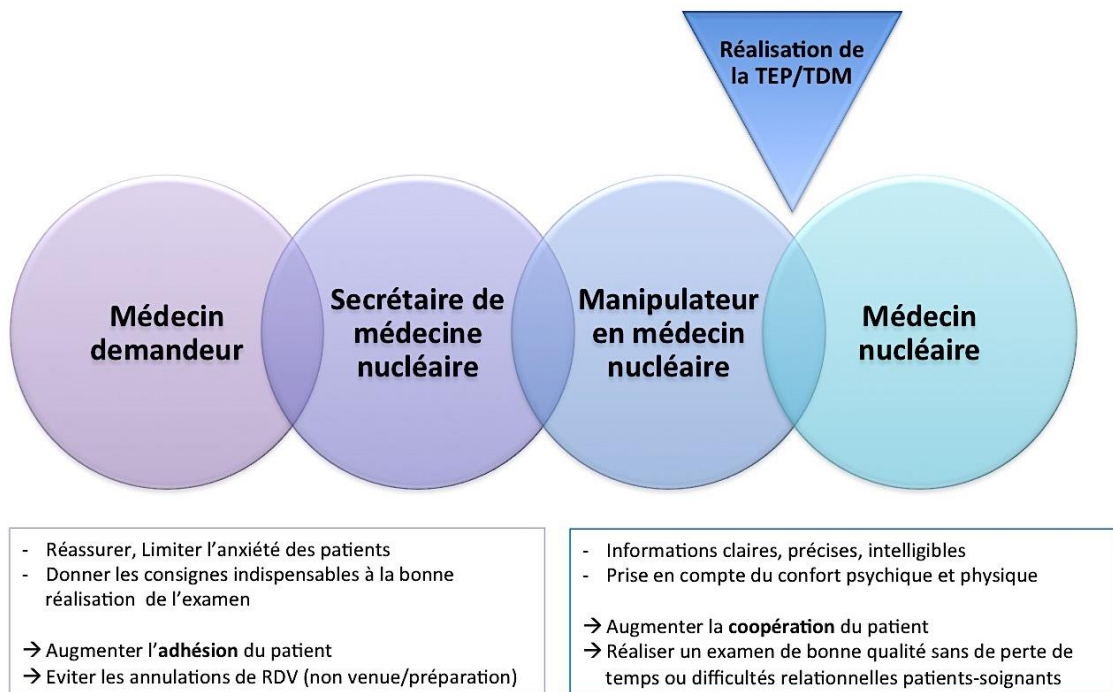 Réalisation de
la TEP/TDM
Médecin
demandeur
Secrétaire de
médecine
nucléaire
Manipulateur
en médecin
nucléaire
Médecin
nucléaire
- Réassurer, Limiter l'anxiété des patients
- Donner les consignes indispensables à la bonne
réalisation de l'examen
→ Augmenter l'adhésion du patient
→ Eviter les annulations de RDV (non venue/préparation)
- Informations claires, précises, intelligibles
- Prise en compte du confort psychique et physique
→ Augmenter la coopération du patient
→ Réaliser un examen de bonne qualité sans de perte de
temps ou difficultés relationnelles patients-soignants